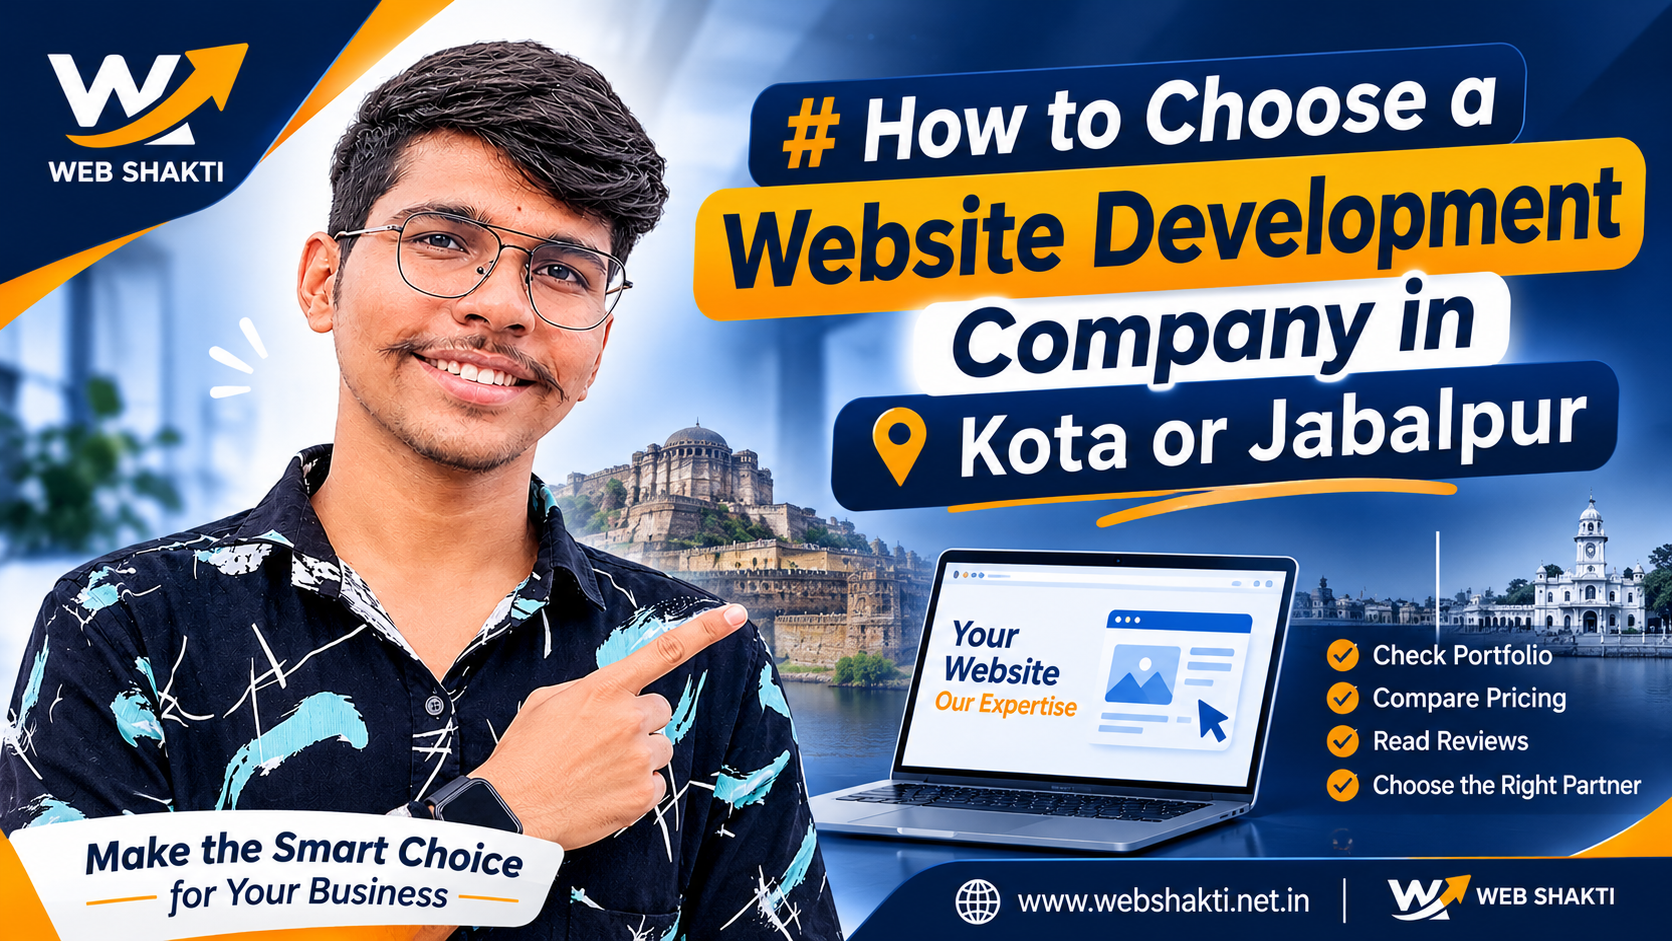 WEB SHAKTI
# How to Choose a
Website Development
Company in
Kota or Jabalpur
Your
Website
Our Expertise
Check Portfolio
Compare Pricing
Read Reviews
Choose the Right Partner
Make the Smart Choice
for Your Business
www.webshakti.net.in
WEB SHAKTI